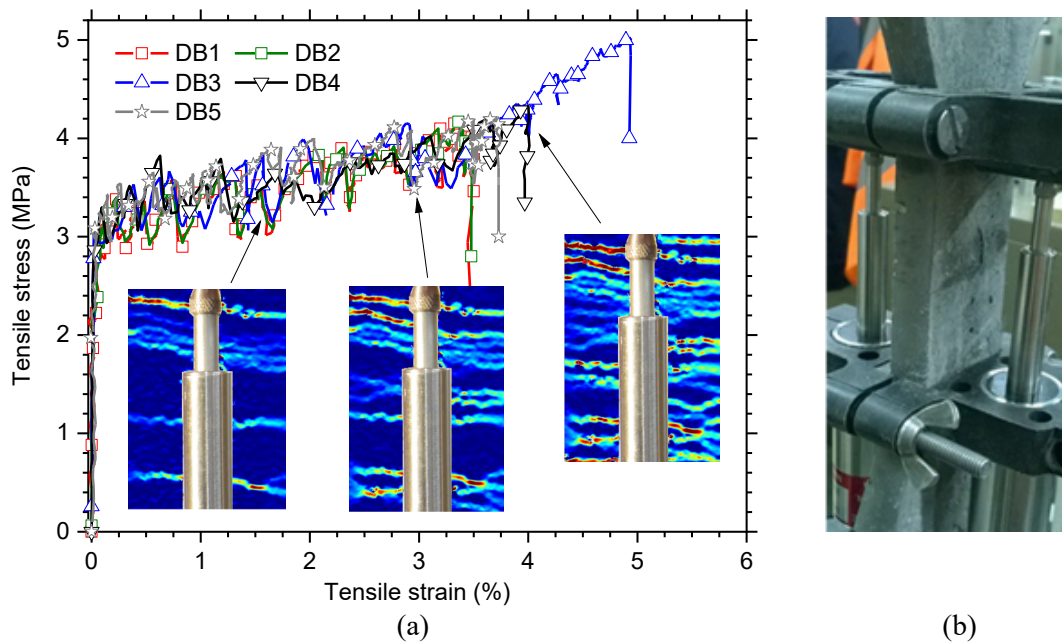 5
4
3
2
1
0
Tensile stress (MPa)
DB1 DB2
DB3 DB4
DB5
0 1 2 3 4 5 6
Tensile strain (%)
(a) (b)